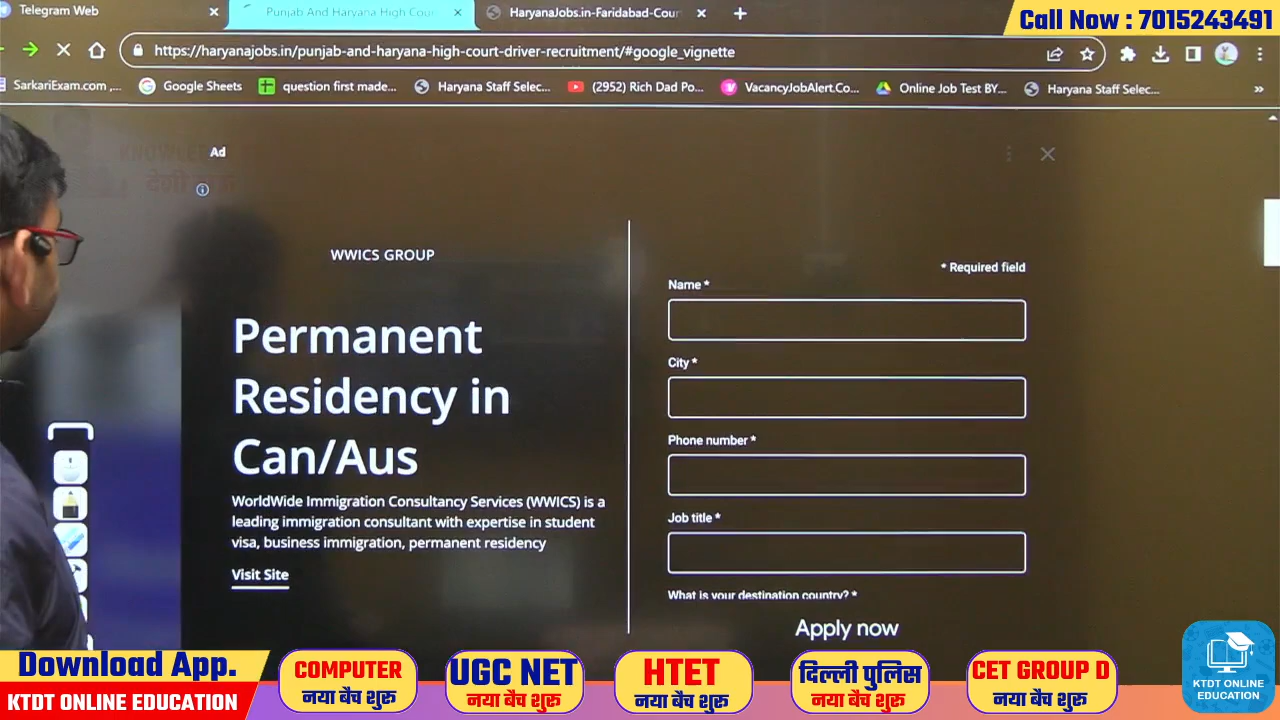 Telegram Web
Punjab And Haryana High Cour
HaryanaJobs.in-Faridabad-Cour
Call Now : 7015243491
https://haryanajobs.in/punjab-and-haryana-high-court-driver-recruitment/#google_vignette
SarkariExam.com ,...
Google Sheets
question first made...
Haryana Staff Selec...
(2952) Rich Dad Po...
VacancyJobAlert.Co...
Online Job Test BY...
Haryana Staff Selec...
Ad
WWICS GROUP
Permanent
Residency in
Can/Aus
WorldWide Immigration Consultancy Services (WWICS) is a
leading immigration consultant with expertise in student
visa, business immigration, permanent residency
Visit Site
* Required field
Name *
City *
Phone number *
Job title *
What is your destination country? *
Apply now
Download App.
KTDT ONLINE EDUCATION
COMPUTER
नया बैच शुरू
UGC NET
नया बैच शुरू
HTET
नया बैच शुरू
दिल्ली पुलिस
नया बैच शुरू
CET GROUP D
नया बैच शुरू
KTDT ONLINE
EDUCATION